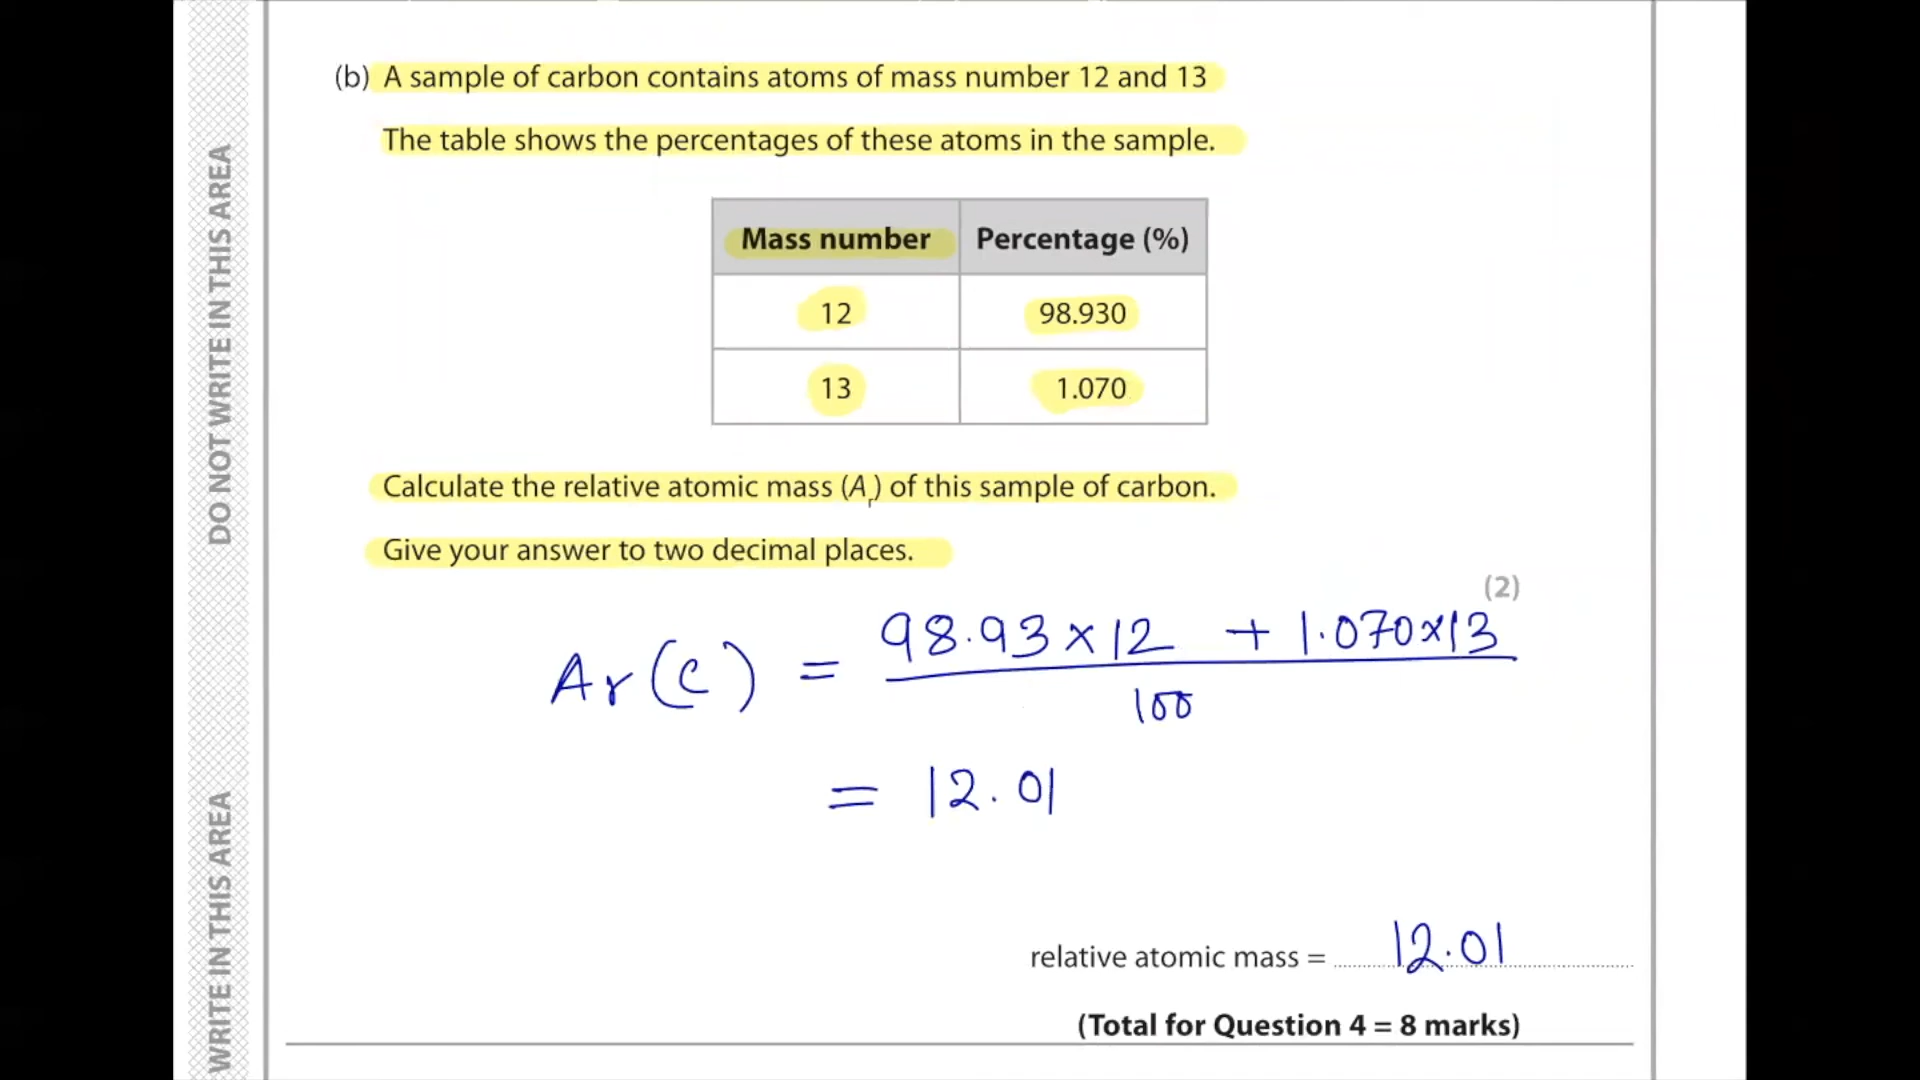 DO NOT WRITE IN THIS AREA
WRITE IN THIS AREA
(b) A sample of carbon contains atoms of mass number 12 and 13
The table shows the percentages of these atoms in the sample.
Mass number Percentage (%)
12 98.930
13 1.070
Calculate the relative atomic mass (Ar) of this sample of carbon.
Give your answer to two decimal places.
(2)
Ar(C) = 98.93 × 12 + 1.070×13
100
= 12.01
relative atomic mass = 12.01
(Total for Question 4 = 8 marks)